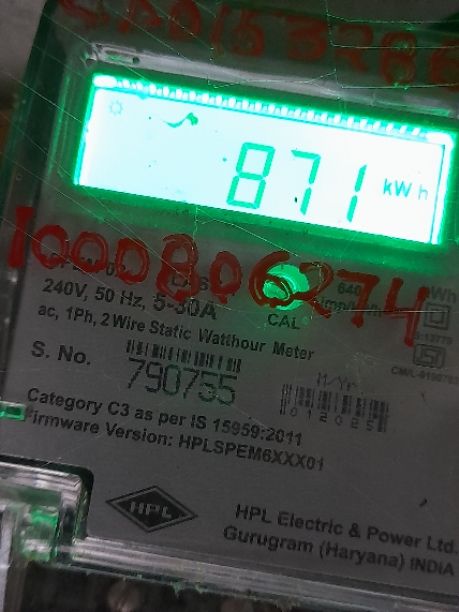 871 kWh
1000806274
240V, 50 Hz, 5-30A
CAL
ac, 1Ph, 2 Wire Static Watthour Meter
S. No.
790755
M/Yr
Category C3 as per IS 15959:2011
Firmware Version: HPLSPEM6XXX01
HPL
HPL Electric & Power Ltd.
Gurugram (Haryana) INDIA